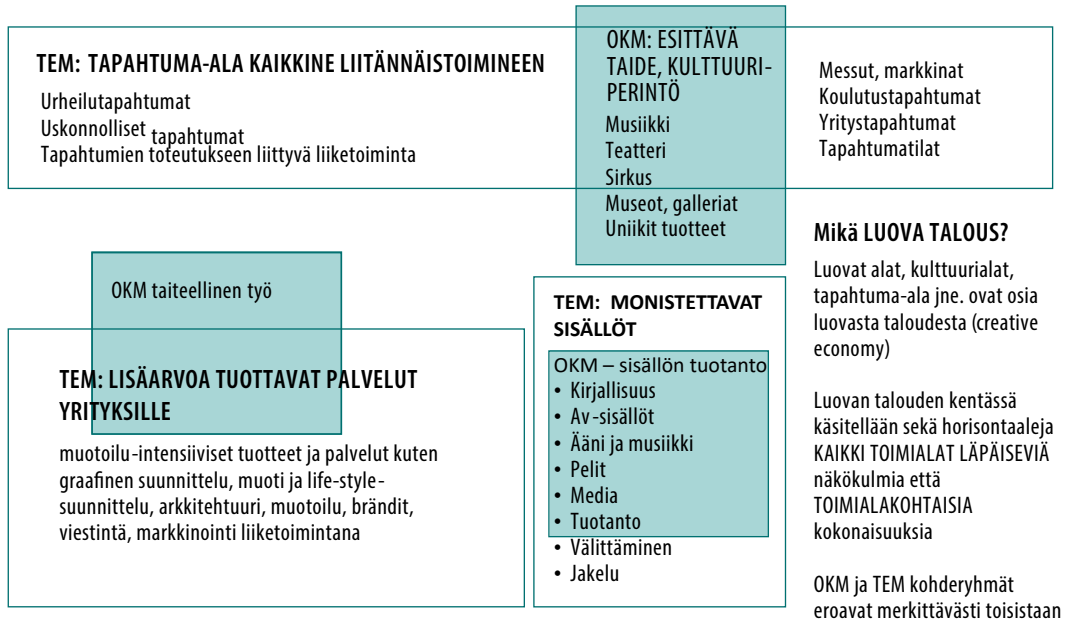 TEM: TAPAHTUMA-ALA KAIKKINE LIITÄNNÄISTOIMINEEN
Urheilutapahtumat
Uskonnolliset tapahtumat
Tapahtumien toteutukseen liittyvä liiketoiminta
OKM: ESITTÄVÄ
TAIDE, KULTTUURI-
PERINTÖ
Musiikki
Teatteri
Sirkus
Museot, galleriat
Uniikit tuotteet
Messut, markkinat
Koulutustapahtumat
Yritystapahtumat
Tapahtumatilat
OKM taiteellinen työ
TEM: LISÄARVOA TUOTTAVAT PALVELUT
YRITYKSILLE
muotoilu-intensiiviset tuotteet ja palvelut kuten
graafinen suunnittelu, muoti ja life-style-
suunnittelu, arkkitehtuuri, muotoilu, brändit,
viestintä, markkinointi liiketoimintana
TEM: MONISTETTAVAT
SISÄLLÖT
OKM – sisällön tuotanto
• Kirjallisuus
• Av-sisällöt
• Ääni ja musiikki
• Pelit
• Media
• Tuotanto
• Välittäminen
• Jakelu
Mikä LUOVA TALOUS?
Luovat alat, kulttuurialat,
tapahtuma-ala jne. ovat osia
luovasta taloudesta (creative
economy)
Luovan talouden kentässä
käsitellään sekä horisontaaleja
KAIKKI TOIMIALAT LÄPÄISEVIÄ
näkökulmia että
TOIMIALAKOHTAISIA
kokonaisuuksia
OKM ja TEM kohderyhmät
eroavat merkittävästi toisistaan